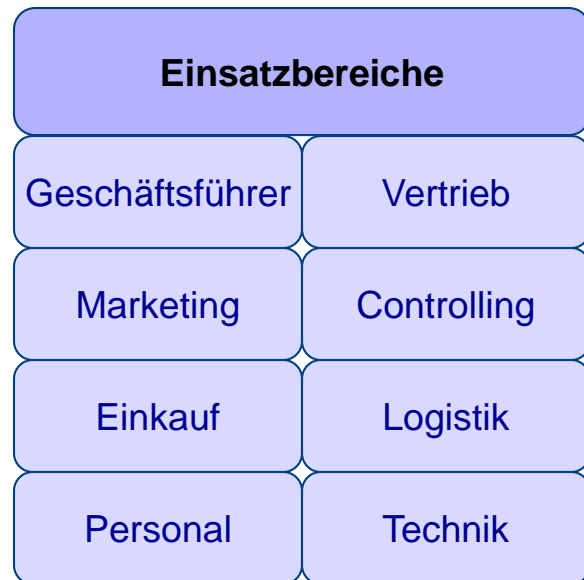 Einsatzbereiche
Geschäftsführer Vertrieb
Marketing Controlling
Einkauf Logistik
Personal Technik